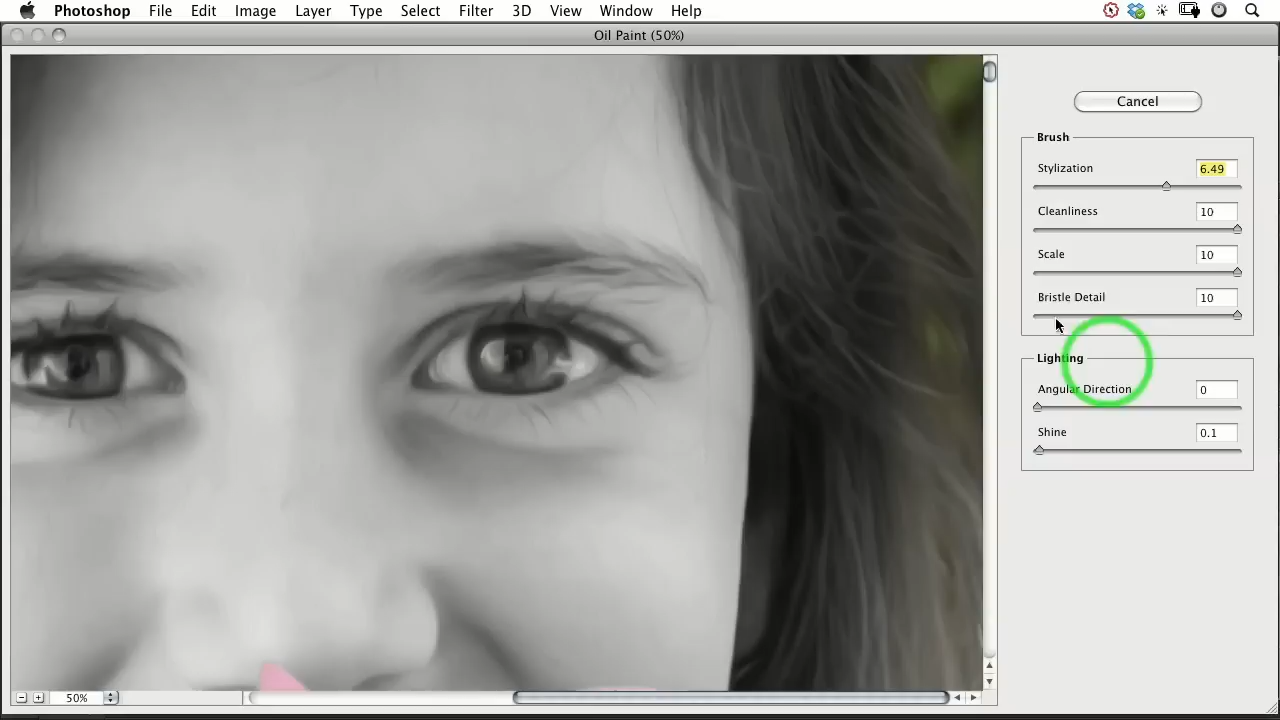 Photoshop File Edit Image Layer Type Select Filter 3D View Window Help
Oil Paint (50%)
Cancel
Brush
Stylization 6.49
Cleanliness 10
Scale 10
Bristle Detail 10
Lighting
Angular Direction 0
Shine 0.1
50%